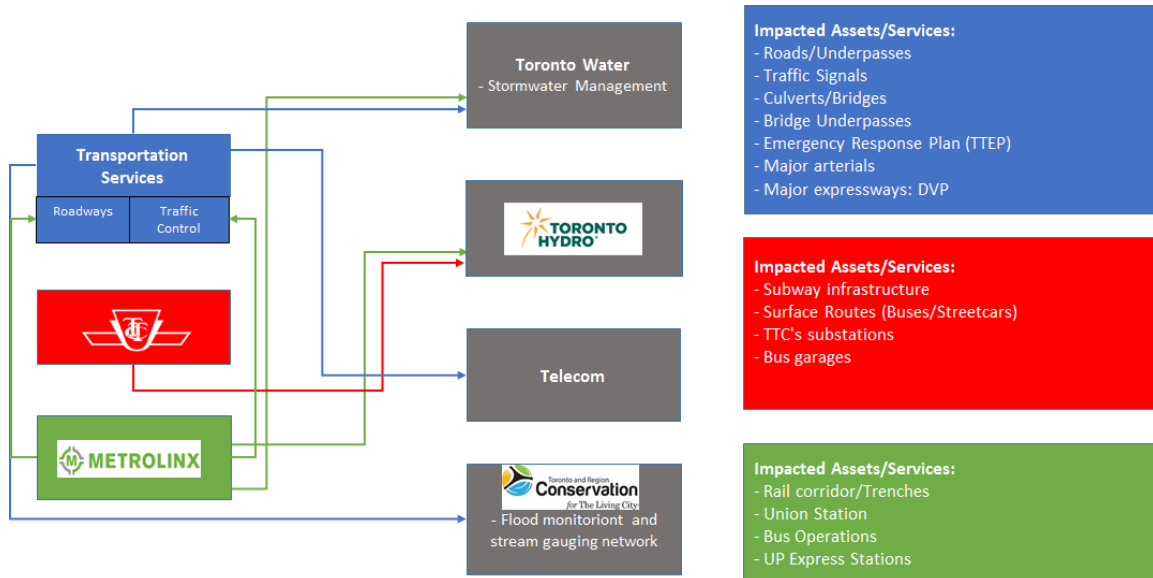 Toronto Water
- Stormwater Management
Transportation
Services
Roadways
Traffic
Control
TORONTO
HYDRO
TTC
METROLINX
Telecom
Toronto and Region
Conservation
for The Living City
- Flood monitoriont and
stream gauging network
Impacted Assets/Services:
- Roads/Underpasses
- Traffic Signals
- Culverts/Bridges
- Bridge Underpasses
- Emergency Response Plan (TTEP)
- Major arterials
- Major expressways: DVP
Impacted Assets/Services:
- Subway infrastructure
- Surface Routes (Buses/Streetcars)
- TTC's substations
- Bus garages
Impacted Assets/Services:
- Rail corridor/Trenches
- Union Station
- Bus Operations
- UP Express Stations